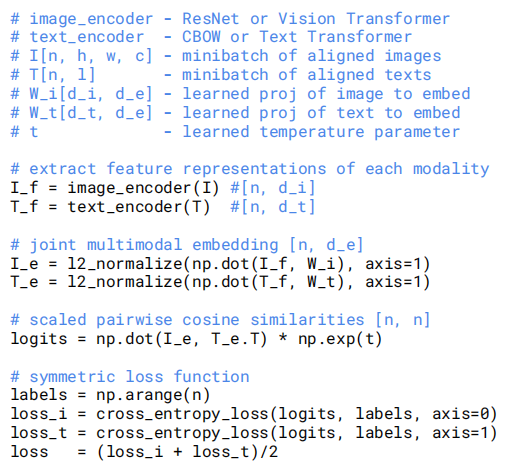 # image_encoder - ResNet or Vision Transformer
# text_encoder  - CBOW or Text Transformer
# I[n, h, w, c] - minibatch of aligned images
# T[n, l]       - minibatch of aligned texts
# W_i[d_i, d_e] - learned proj of image to embed
# W_t[d_t, d_e] - learned proj of text to embed
# t             - learned temperature parameter

# extract feature representations of each modality
I_f = image_encoder(I) #[n, d_i]
T_f = text_encoder(T)  #[n, d_t]

# joint multimodal embedding [n, d_e]
I_e = l2_normalize(np.dot(I_f, W_i), axis=1)
T_e = l2_normalize(np.dot(T_f, W_t), axis=1)

# scaled pairwise cosine similarities [n, n]
logits = np.dot(I_e, T_e.T) * np.exp(t)

# symmetric loss function
labels = np.arange(n)
loss_i = cross_entropy_loss(logits, labels, axis=0)
loss_t = cross_entropy_loss(logits, labels, axis=1)
loss   = (loss_i + loss_t)/2